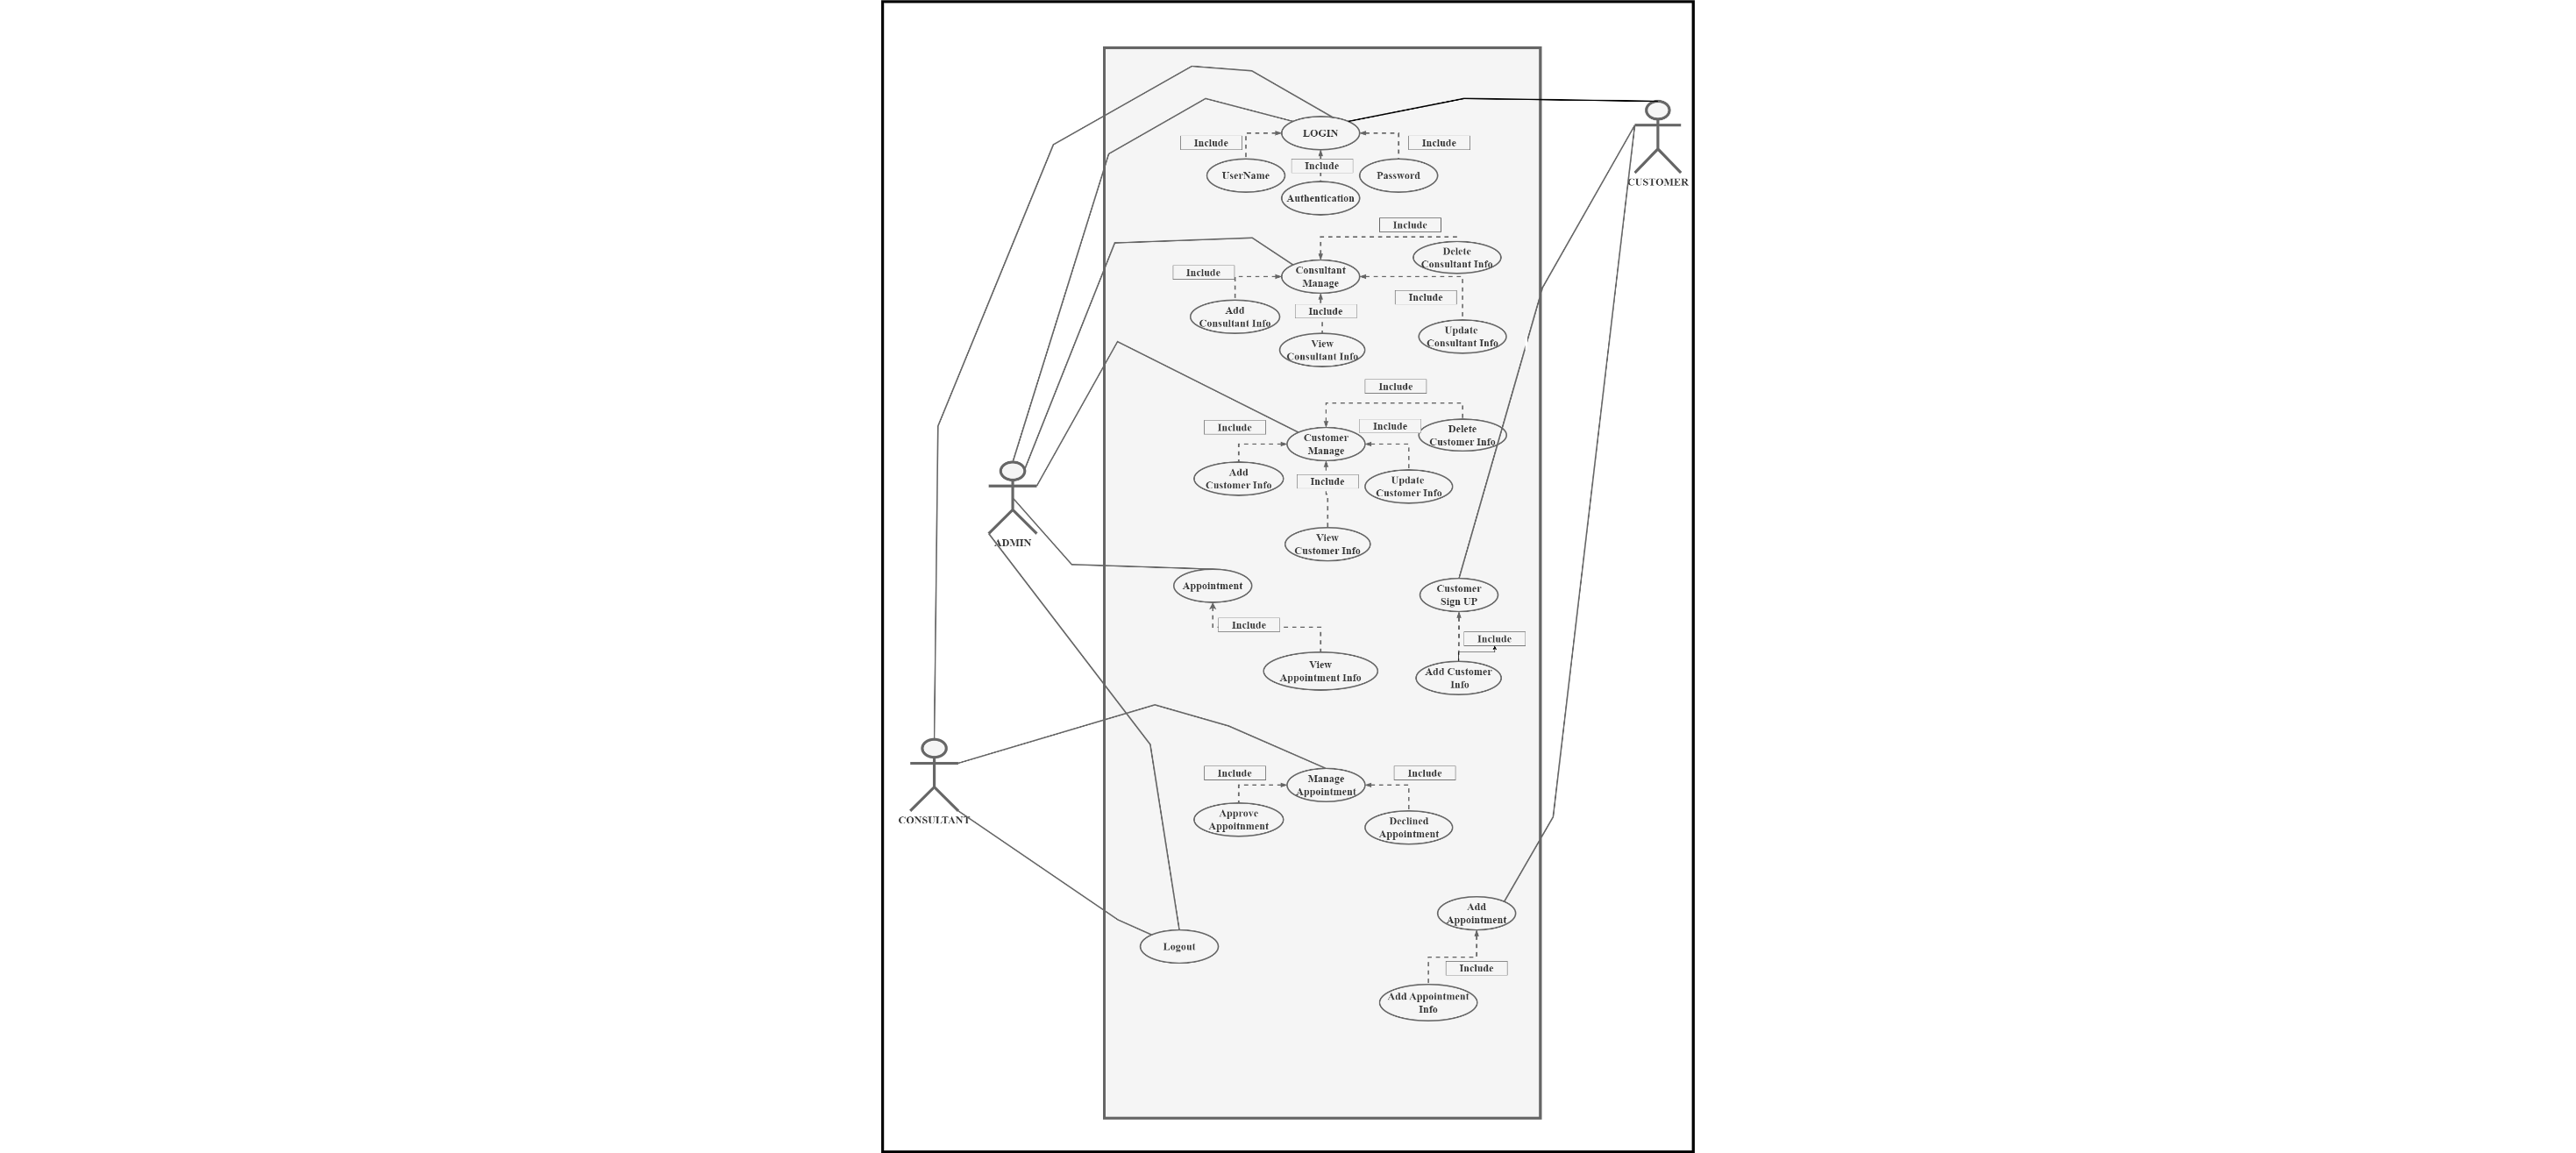 LOGIN
Include
Include
Include
UserName
Password
Authentication
CUSTOMER
Include
Delete
Consultant Info
Include
Consultant
Manage
Include
Include
Add
Consultant Info
Update
Consultant Info
View
Consultant Info
Include
Include
Include
Customer
Manage
Delete
Customer Info
Add
Customer Info
Include
Update
Customer Info
ADMIN
View
Customer Info
Appointment
Customer
Sign UP
Include
Include
View
Appointment Info
Add Customer
Info
Include
Manage
Appointment
Include
CONSULTANT
Approve
Appoitnment
Declined
Appointment
Add
Appointment
Logout
Include
Add Appointment
Info